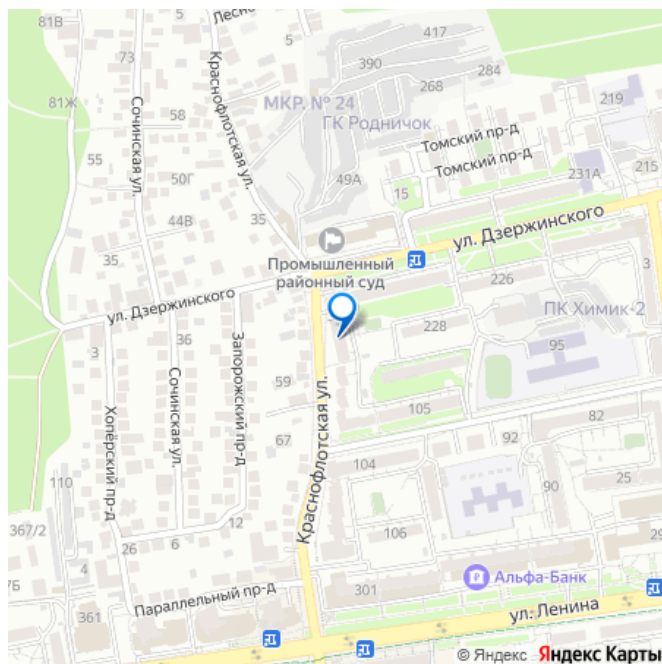 Лесно
81В
5
417
73
390
284
268
Краснофлотская ул.
МКР. № 24
ГК Родничок
219
81Ж
58
Сочинская ул.
Томский пр-д
Томский пр-д
215
55
50Г
49А
231А
15
44В
35
ул. Дзержинского
35
Промышленный
районный суд
3
226
ул. Дзержинского
ПК Химик-2
228
3
36
95
Запорожский пр-д
59
Сочинская ул.
Хопёрский пр-д
105
82
67
92
Краснофлотская ул.
104
110
25
90
367/2
12
106
26
6
29
7Б
301
Альфа-Банк
Параллельный пр-д
361
ул. Ленина
© Яндекс Яндекс Карты